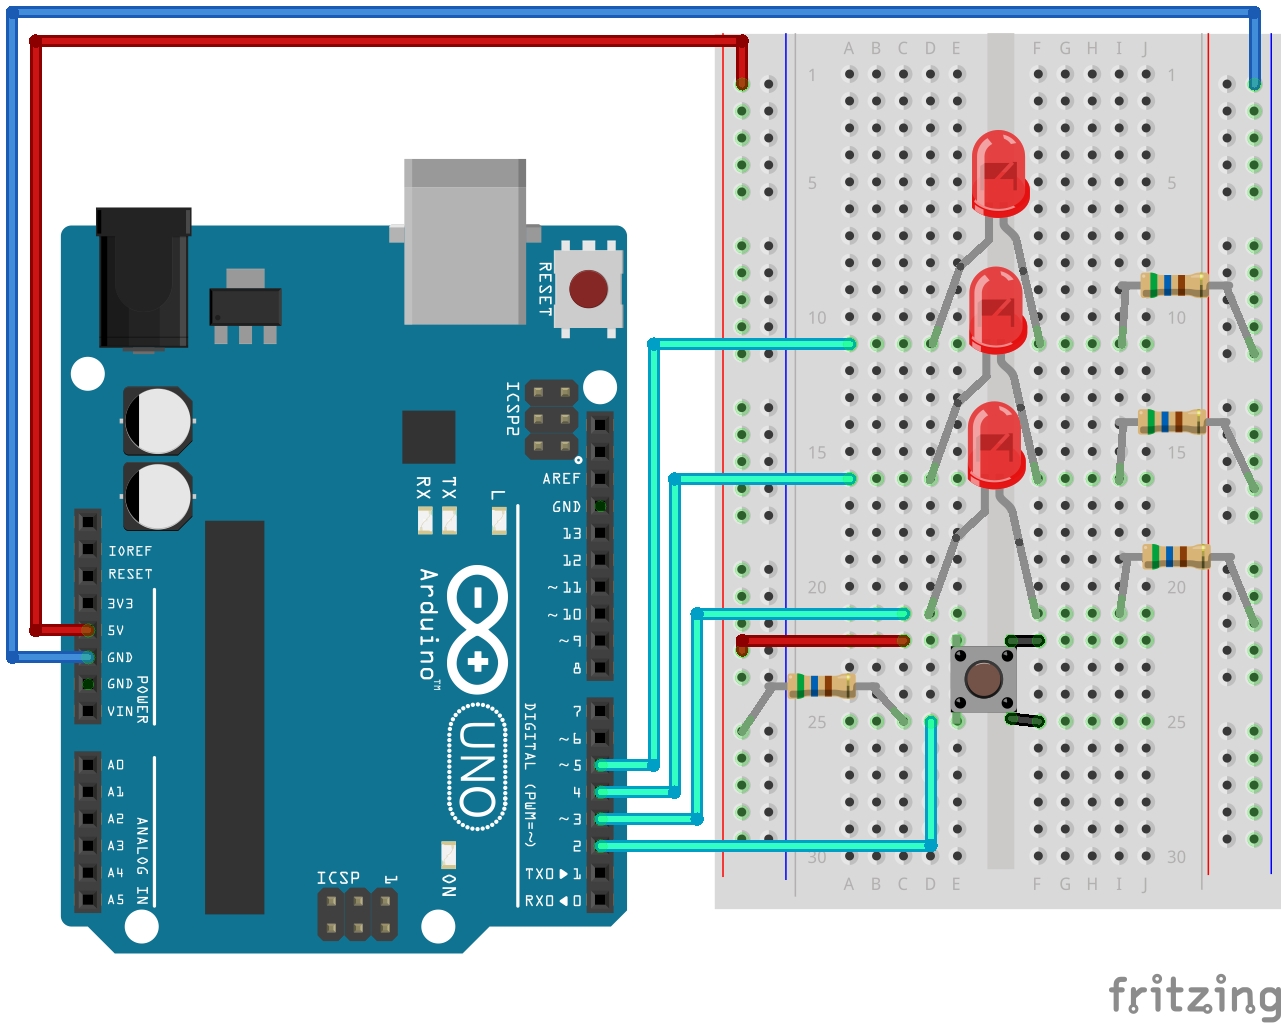 A B C D E F G H I J
1 1
5 5
10 10
15 15
20 20
25 25
30 30
A B C D E F G H I J
RESET
ICSP2
AREF
GND
13
12
~11
~10
~9
8
7
~6
~5
4
~3
2
TX0▶1
RX0◀0
DIGITAL (PWM=~)
RX
TX
L
Arduino™
UNO
ON
ICSP 1
IOREF
RESET
3V3
5V
GND
GND
VIN
POWER
A0
A1
A2
A3
A4
A5
ANALOG IN
fritzing